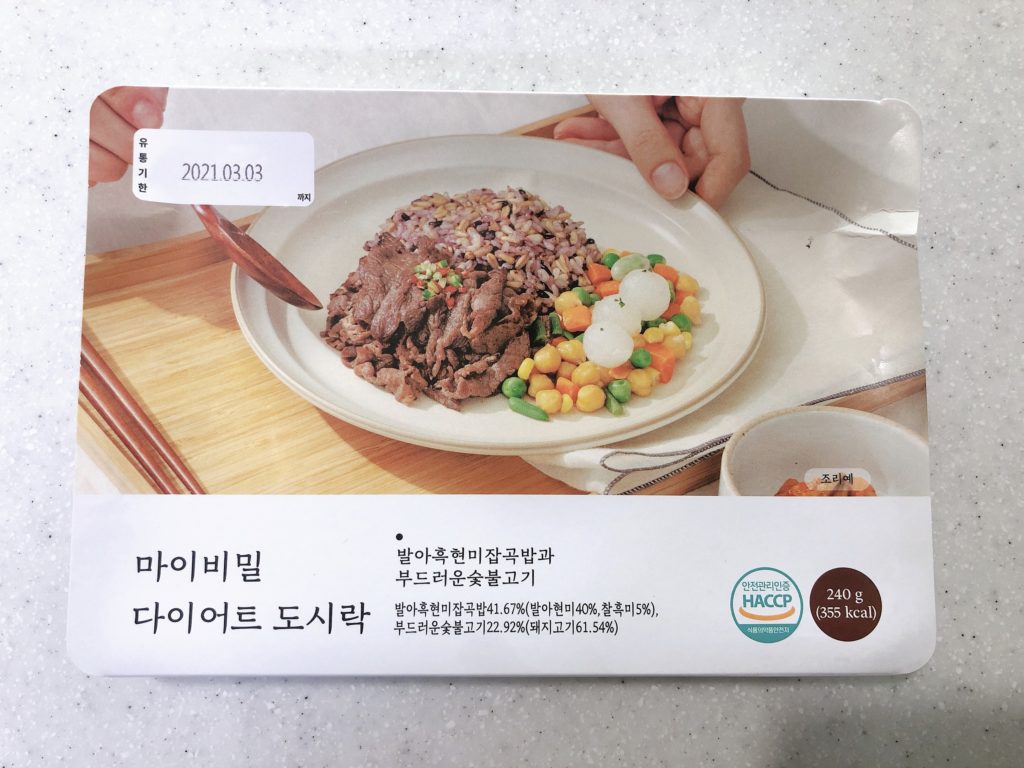 유통기한
2021.03.03
까지
조리예
마이비밀
다이어트 도시락
발아흑현미잡곡밥과
부드러운숯불고기
발아흑현미잡곡밥41.67%(발아현미40%,찰흑미5%),
부드러운숯불고기22.92%(돼지고기61.54%)
안전관리인증
HACCP
식품의약품안전처
240 g
(355 kcal)